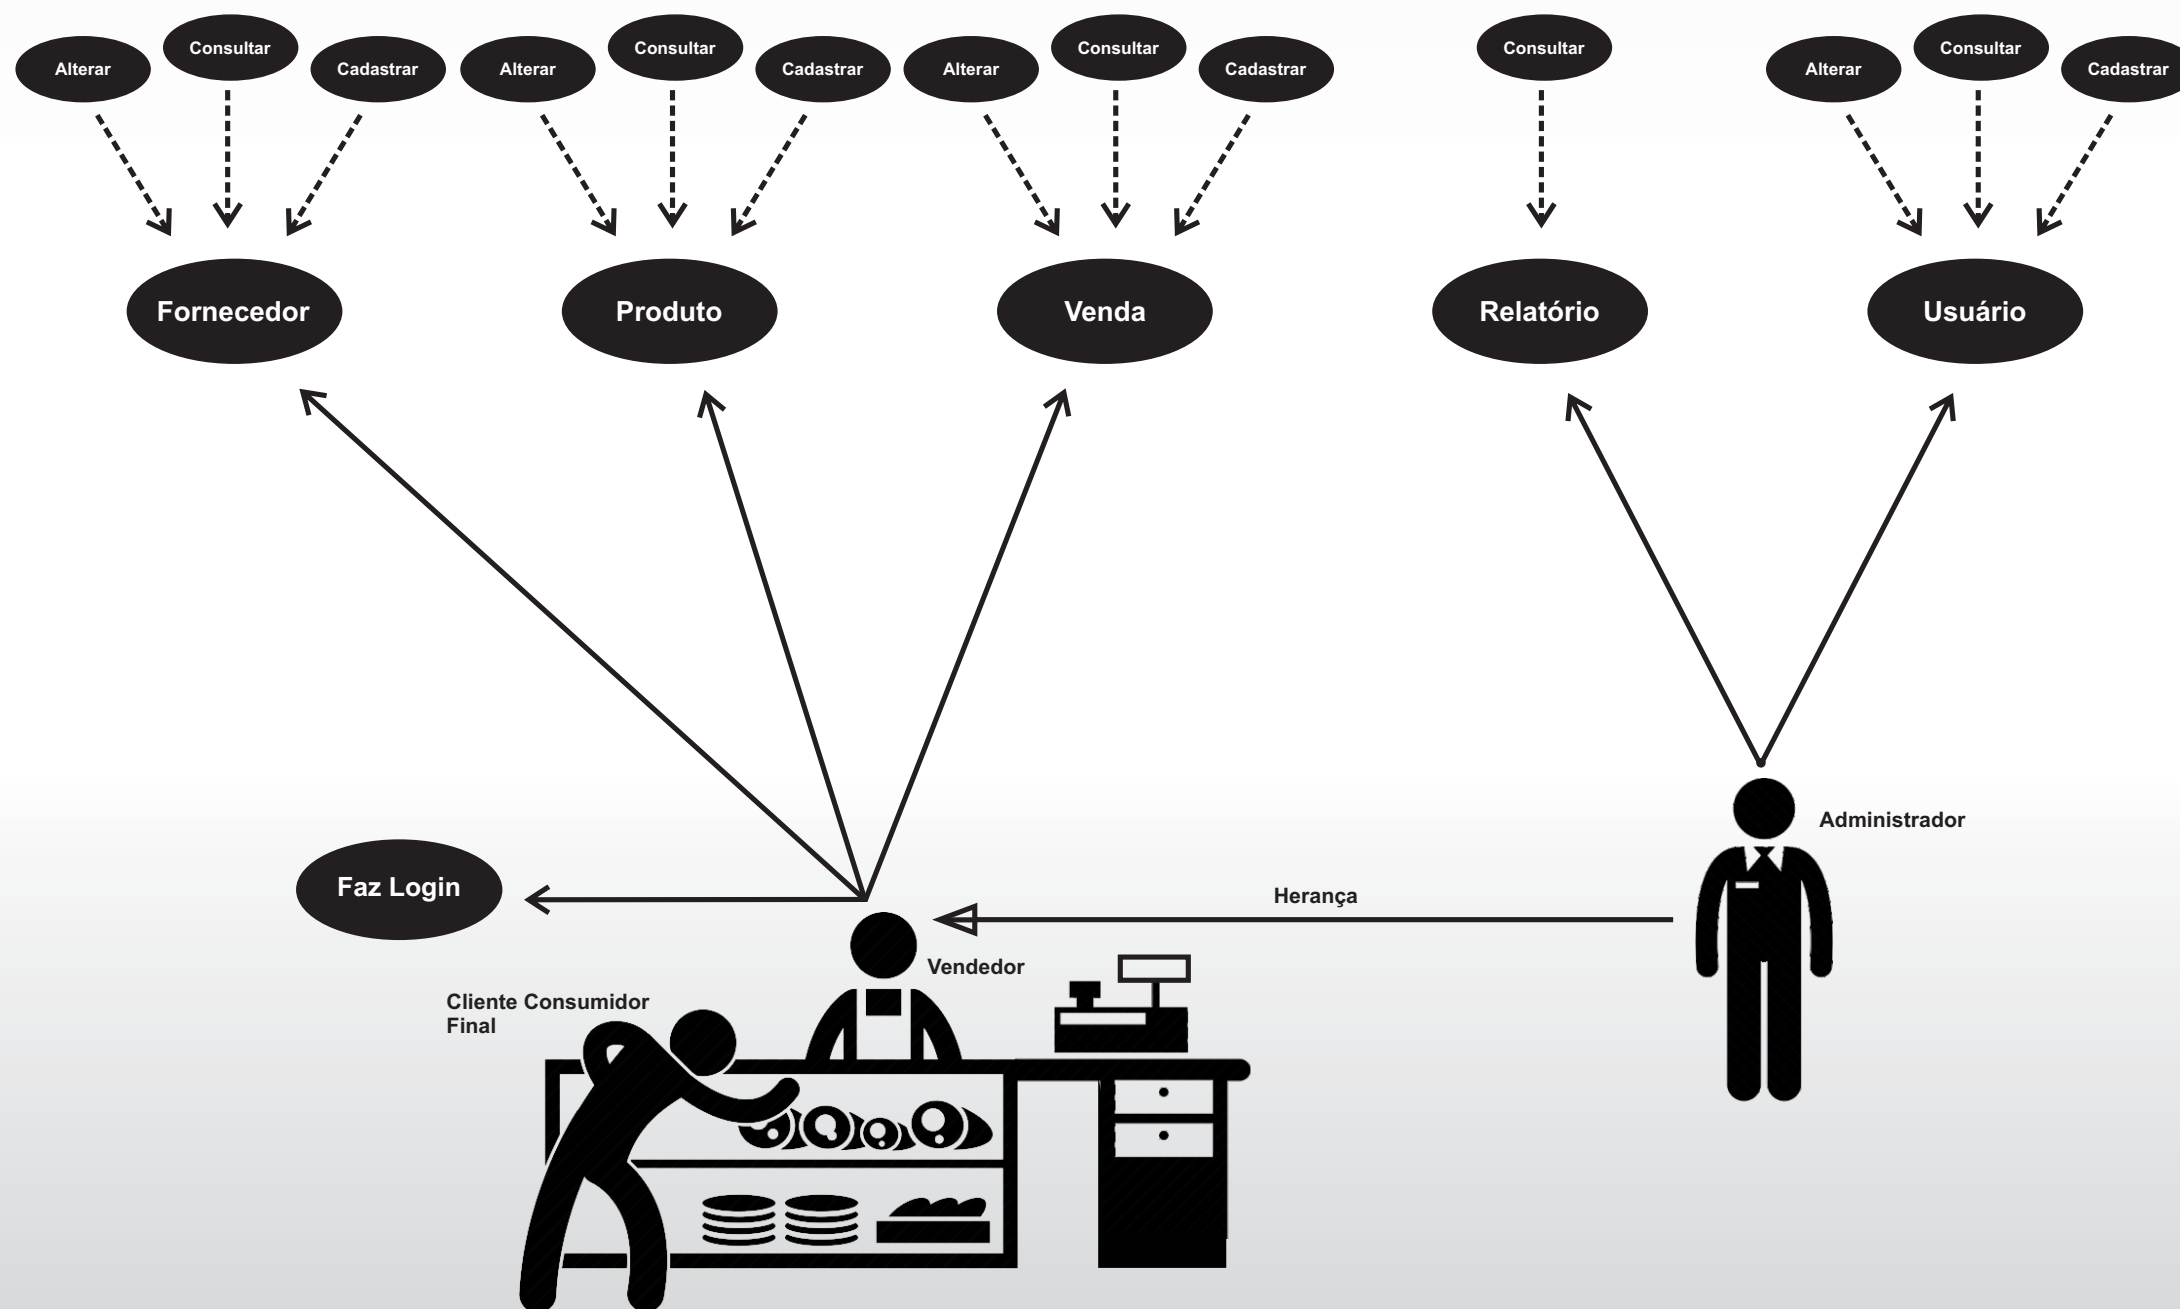 Alterar
Consultar
Cadastrar
Alterar
Consultar
Cadastrar
Alterar
Consultar
Cadastrar
Consultar
Alterar
Consultar
Cadastrar
Fornecedor
Produto
Venda
Relatório
Usuário
Administrador
Faz Login
Herança
Vendedor
Cliente Consumidor
Final